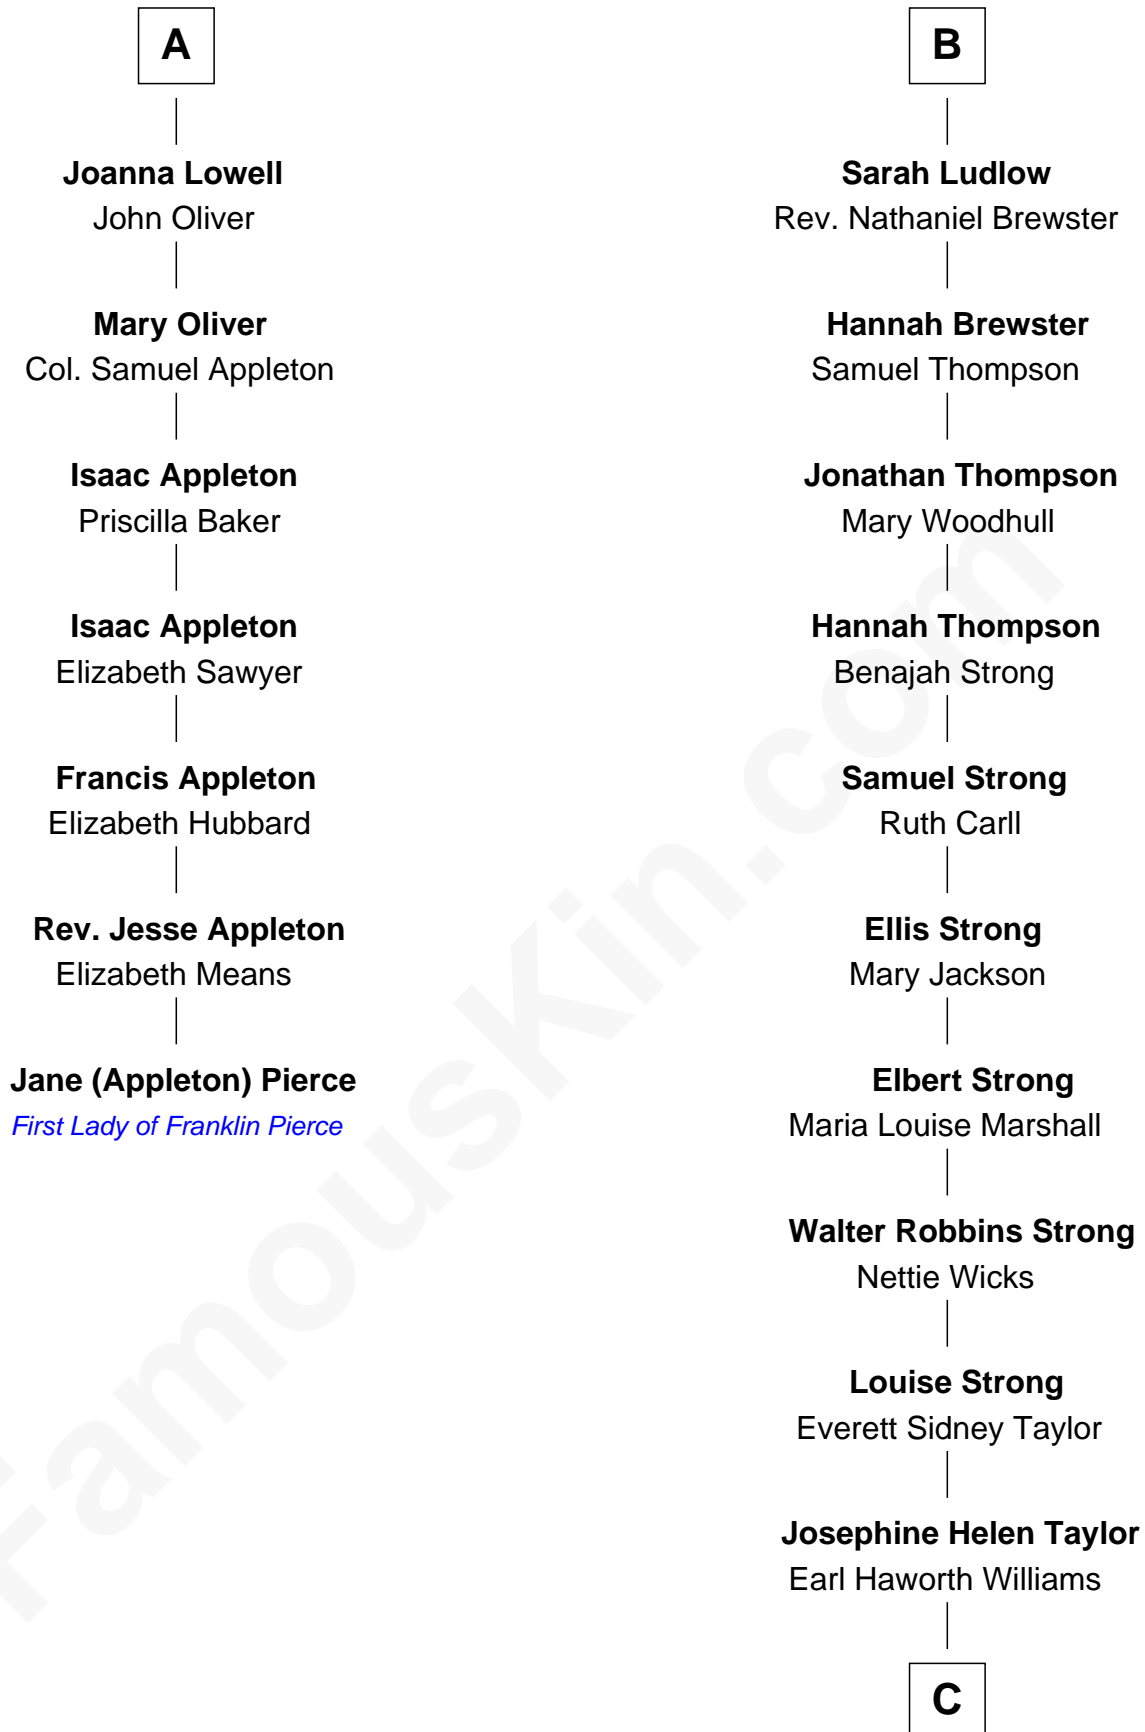 A
Joanna Lowell
John Oliver
Mary Oliver
Col. Samuel Appleton
Isaac Appleton
Priscilla Baker
Isaac Appleton
Elizabeth Sawyer
Francis Appleton
Elizabeth Hubbard
Rev. Jesse Appleton
Elizabeth Means
Jane (Appleton) Pierce
First Lady of Franklin Pierce
B
Sarah Ludlow
Rev. Nathaniel Brewster
Hannah Brewster
Samuel Thompson
Jonathan Thompson
Mary Woodhull
Hannah Thompson
Benajah Strong
Samuel Strong
Ruth Carll
Ellis Strong
Mary Jackson
Elbert Strong
Maria Louise Marshall
Walter Robbins Strong
Nettie Wicks
Louise Strong
Everett Sidney Taylor
Josephine Helen Taylor
Earl Haworth Williams
C
FamousKin.com